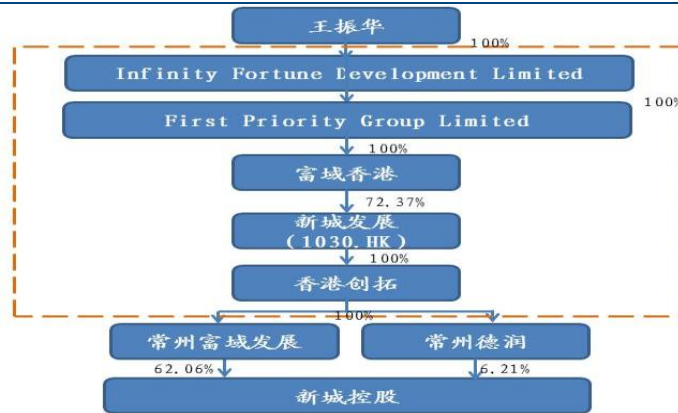 王振华
100%
Infinity Fortune Development Limited
100%
First Priority Group Limited
100%
富域香港
72.37%
新城发展
(1030.HK)
100%
香港创拓
100%
常州富域发展
常州德润
62.06%
6.21%
新城控股